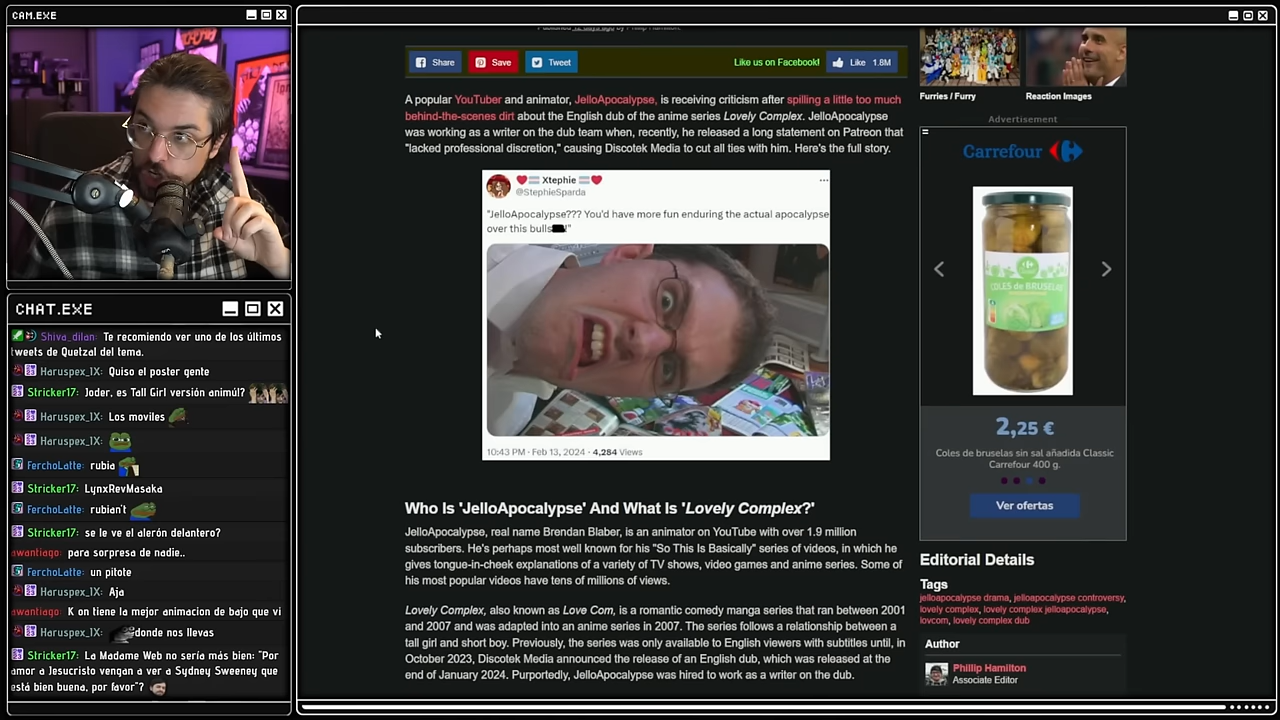 CAM.EXE
CHAT.EXE
Shiva_dilan: Te recomiendo ver uno de los últimos
tweets de Quetzal del tema.
Haruspex_IX: Quiso el poster gente
Stricker17: Joder, es Tall Girl versión animúl?
Haruspex_IX: Los moviles
Haruspex_IX:
FerchoLatte: rubia
Stricker17: LynxRevMasaka
FerchoLatte: rubian't
Stricker17: se le ve el alerón delantero?
awantiago: para sorpresa de nadie..
FerchoLatte: un pitote
Haruspex_IX: Aja
awantiago: K on tiene la mejor animacion de bajo que vi
Haruspex_IX: donde nos llevas
Stricker17: La Madame Web no sería más bien: "Por
amor a Jesucristo vengan a ver a Sydney Sweeney que
está bien buena, por favor"?
Share
Save
Tweet
Like us on Facebook!
Like 1.8M
A popular YouTuber and animator, JelloApocalypse, is receiving criticism after spilling a little too much
behind-the-scenes dirt about the English dub of the anime series Lovely Complex. JelloApocalypse
was working as a writer on the dub team when, recently, he released a long statement on Patreon that
"lacked professional discretion," causing Discotek Media to cut all ties with him. Here's the full story.
Xtephie
@StephieSparda
"JelloApocalypse??? You'd have more fun enduring the actual apocalypse
over this bulls !"
10:43 PM · Feb 13, 2024 · 4,284 Views
Who Is 'JelloApocalypse' And What Is 'Lovely Complex?'
JelloApocalypse, real name Brendan Blaber, is an animator on YouTube with over 1.9 million
subscribers. He's perhaps most well known for his "So This Is Basically" series of videos, in which he
gives tongue-in-cheek explanations of a variety of TV shows, video games and anime series. Some of
his most popular videos have tens of millions of views.
Lovely Complex, also known as Love Com, is a romantic comedy manga series that ran between 2001
and 2007 and was adapted into an anime series in 2007. The series follows a relationship between a
tall girl and short boy. Previously, the series was only available to English viewers with subtitles until, in
October 2023, Discotek Media announced the release of an English dub, which was released at the
end of January 2024. Purportedly, JelloApocalypse was hired to work as a writer on the dub.
Furries / Furry
Reaction Images
Advertisement
Carrefour
COLES de BRUSELAS
2,25 €
Coles de bruselas sin sal añadida Classic
Carrefour 400 g.
Ver ofertas
Editorial Details
Tags
jelloapocalypse drama, jelloapocalypse controversy,
lovely complex, lovely complex jelloapocalypse,
lovcom, lovely complex dub
Author
Phillip Hamilton
Associate Editor